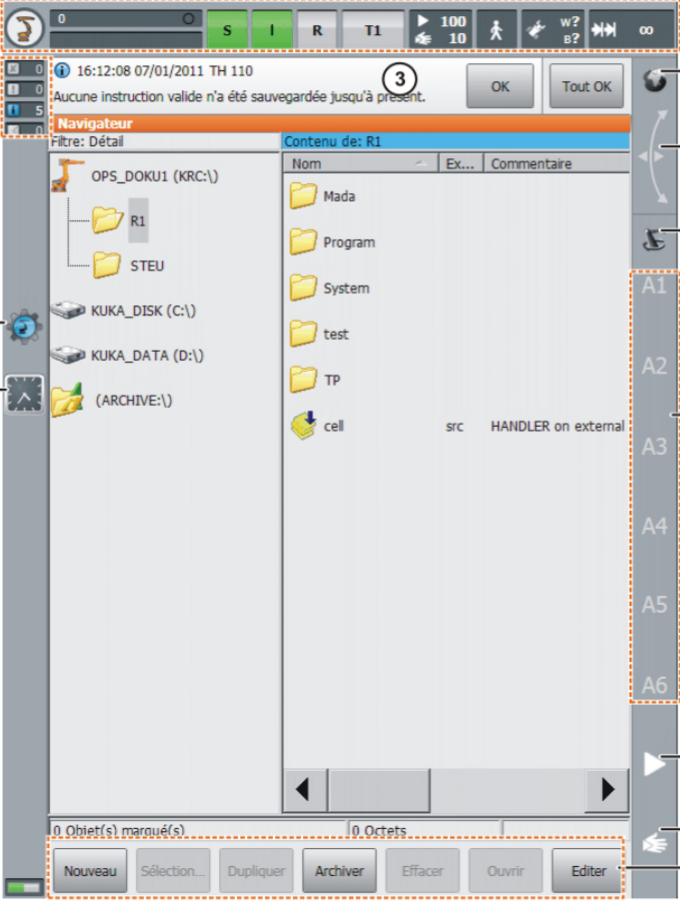 0
S I R T1 100 10 W? B? ∞
0
0
5
0
16:12:08 07/01/2011 TH 110
Aucune instruction valide n'a été sauvegardée jusqu'à présent.
3
OK Tout OK
Navigateur
Filtre: Détail
Contenu de: R1
OPS_DOKU1 (KRC:\)
R1
STEU
KUKA_DISK (C:\)
KUKA_DATA (D:\)
(ARCHIVE:\)
Nom Ex... Commentaire
Mada
Program
System
test
TP
cell src HANDLER on external
A1
A2
A3
A4
A5
A6
0 Objet(s) marqué(s) 0 Octets
Nouveau Sélection... Dupliquer Archiver Effacer Ouvrir Editer